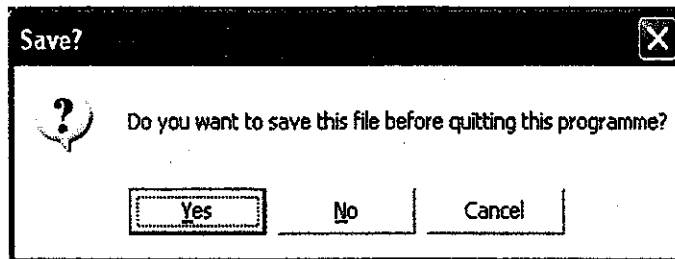 Save?
Do you want to save this file before quitting this programme?
Yes No Cancel